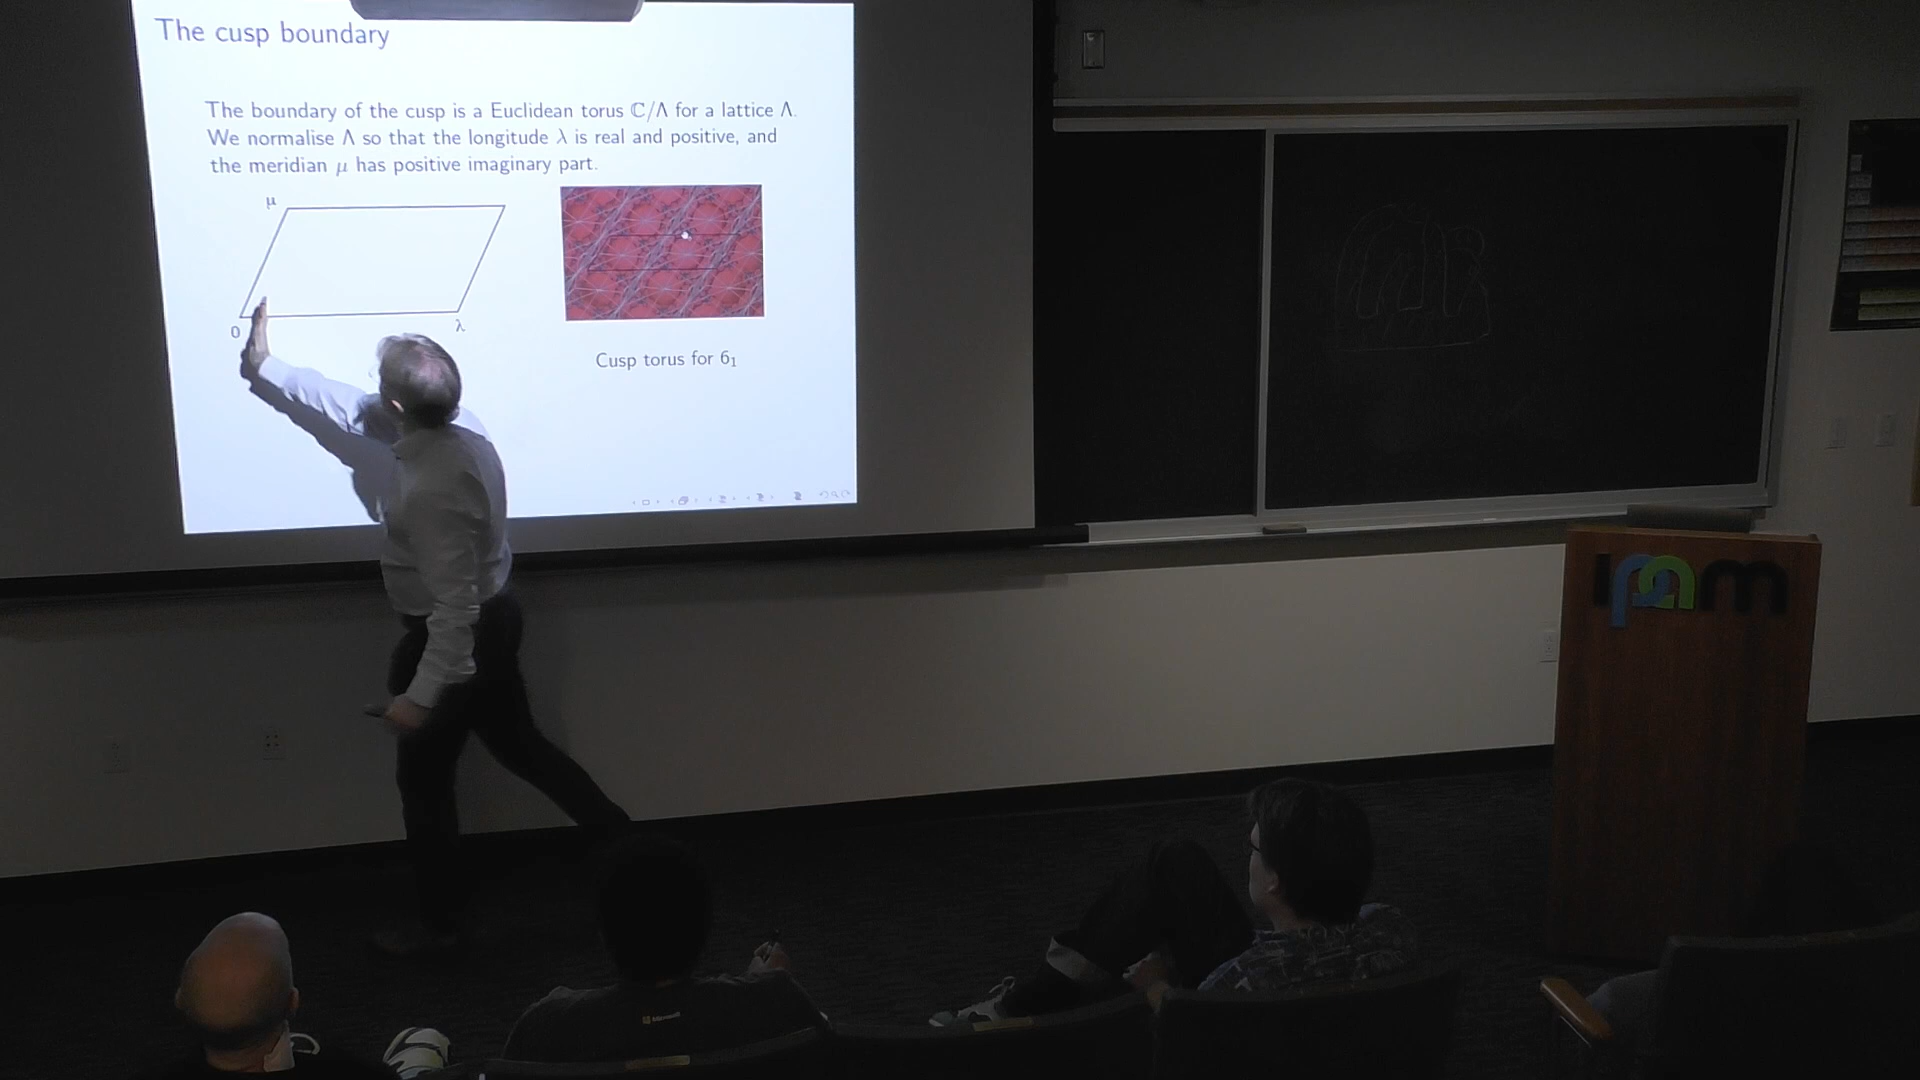 The cusp boundary
The boundary of the cusp is a Euclidean torus ℂ/Λ for a lattice Λ.
We normalise Λ so that the longitude λ is real and positive, and
the meridian μ has positive imaginary part.
μ
0
λ
Cusp torus for 6₁
ipam
Microsoft